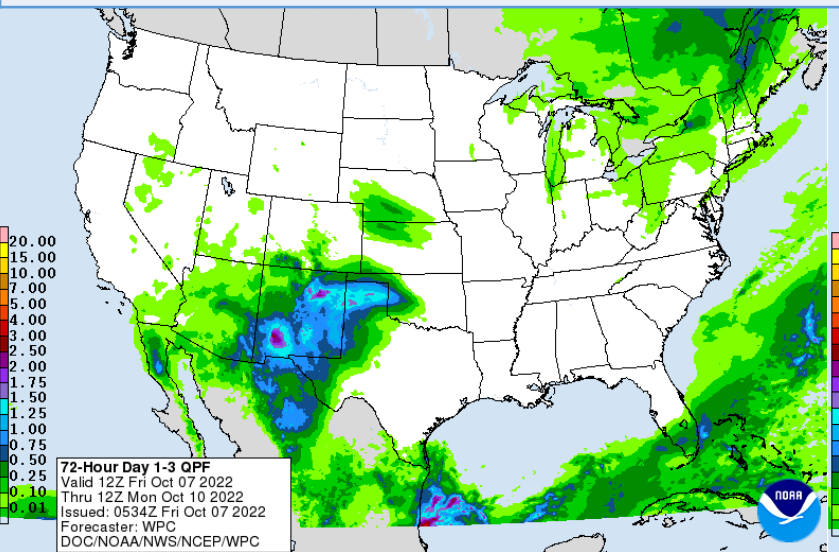 20.00
15.00
10.00
7.00
5.00
4.00
3.00
2.50
2.00
1.75
1.50
1.25
1.00
0.75
0.50
0.25
0.10
0.01
72-Hour Day 1-3 QPF
Valid 12Z Fri Oct 07 2022
Thru 12Z Mon Oct 10 2022
Issued: 0534Z Fri Oct 07 2022
Forecaster: WPC
DOC/NOAA/NWS/NCEP/WPC
NOAA